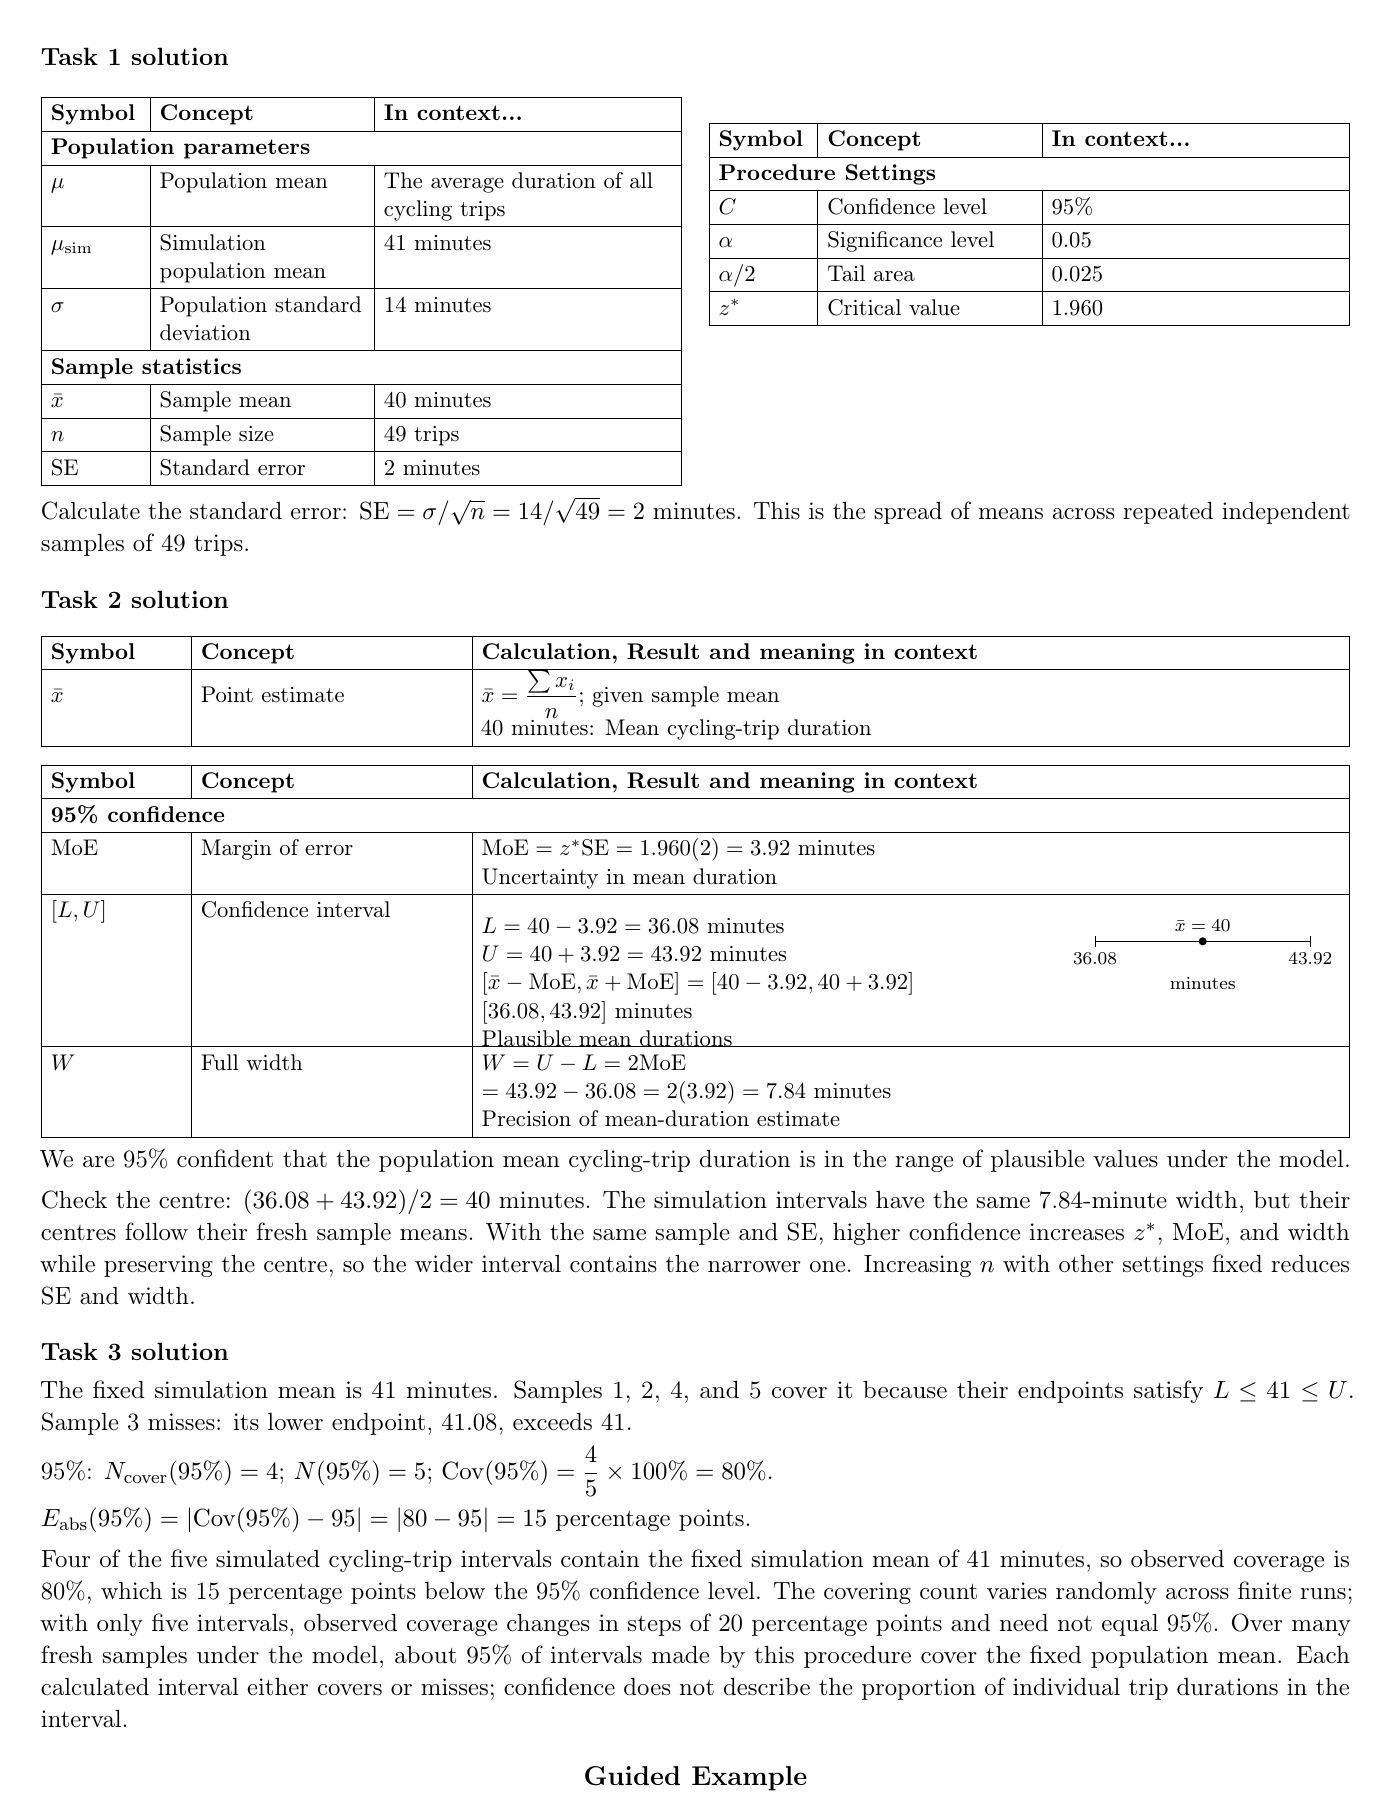 Task 1 solution
Symbol Concept In context...
Population parameters
μ Population mean The average duration of all
cycling trips
μ_sim Simulation 41 minutes
population mean
σ Population standard 14 minutes
deviation
Sample statistics
x̄ Sample mean 40 minutes
n Sample size 49 trips
SE Standard error 2 minutes
Symbol Concept In context...
Procedure Settings
C Confidence level 95%
α Significance level 0.05
α/2 Tail area 0.025
z* Critical value 1.960
Calculate the standard error: SE = σ/√n = 14/√49 = 2 minutes. This is the spread of means across repeated independent
samples of 49 trips.
Task 2 solution
Symbol Concept Calculation, Result and meaning in context
x̄ Point estimate x̄ = ∑ x_i / n; given sample mean
40 minutes: Mean cycling-trip duration
Symbol Concept Calculation, Result and meaning in context
95% confidence
MoE Margin of error MoE = z*SE = 1.960(2) = 3.92 minutes
Uncertainty in mean duration
[L, U] Confidence interval
L = 40 − 3.92 = 36.08 minutes
U = 40 + 3.92 = 43.92 minutes
[x̄ − MoE, x̄ + MoE] = [40 − 3.92, 40 + 3.92]
[36.08, 43.92] minutes
Plausible mean durations
x̄ = 40
36.08 43.92
minutes
W Full width W = U − L = 2MoE
= 43.92 − 36.08 = 2(3.92) = 7.84 minutes
Precision of mean-duration estimate
We are 95% confident that the population mean cycling-trip duration is in the range of plausible values under the model.
Check the centre: (36.08 + 43.92)/2 = 40 minutes. The simulation intervals have the same 7.84-minute width, but their
centres follow their fresh sample means. With the same sample and SE, higher confidence increases z*, MoE, and width
while preserving the centre, so the wider interval contains the narrower one. Increasing n with other settings fixed reduces
SE and width.
Task 3 solution
The fixed simulation mean is 41 minutes. Samples 1, 2, 4, and 5 cover it because their endpoints satisfy L ≤ 41 ≤ U.
Sample 3 misses: its lower endpoint, 41.08, exceeds 41.
95%: N_cover(95%) = 4; N(95%) = 5; Cov(95%) = 4/5 × 100% = 80%.
E_abs(95%) = |Cov(95%) − 95| = |80 − 95| = 15 percentage points.
Four of the five simulated cycling-trip intervals contain the fixed simulation mean of 41 minutes, so observed coverage is
80%, which is 15 percentage points below the 95% confidence level. The covering count varies randomly across finite runs;
with only five intervals, observed coverage changes in steps of 20 percentage points and need not equal 95%. Over many
fresh samples under the model, about 95% of intervals made by this procedure cover the fixed population mean. Each
calculated interval either covers or misses; confidence does not describe the proportion of individual trip durations in the
interval.
Guided Example